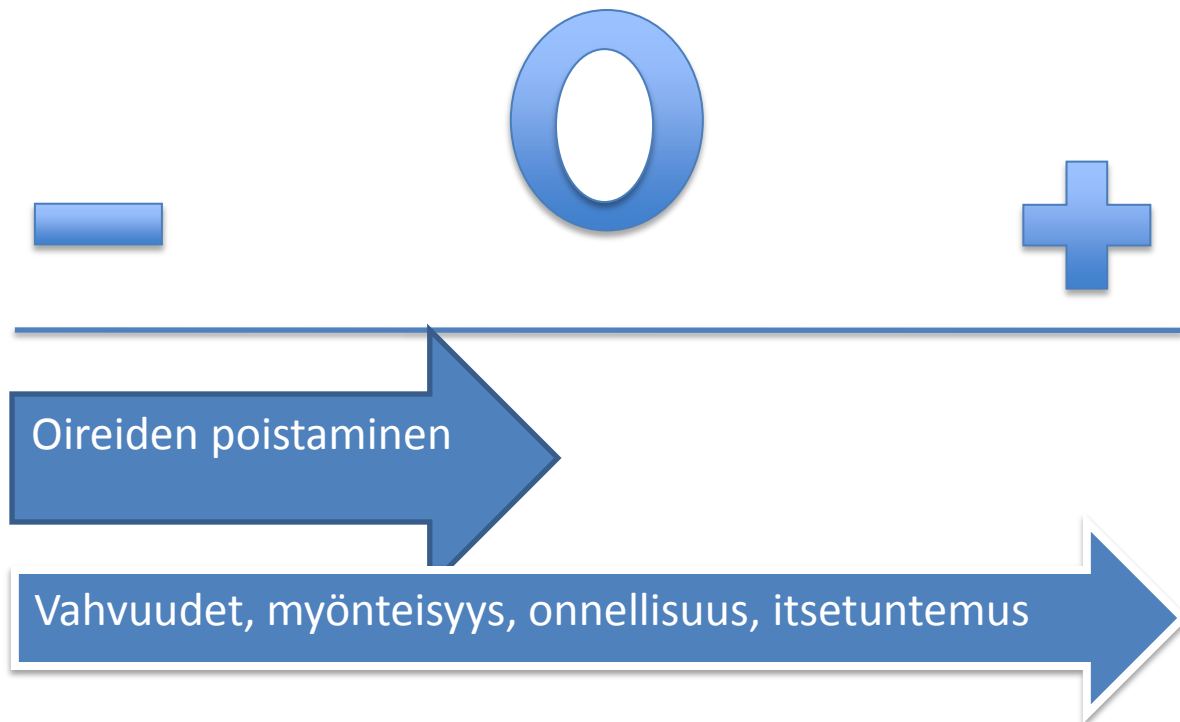 0
Oireiden poistaminen
Vahvuudet, myönteisyys, onnellisuus, itsetuntemus